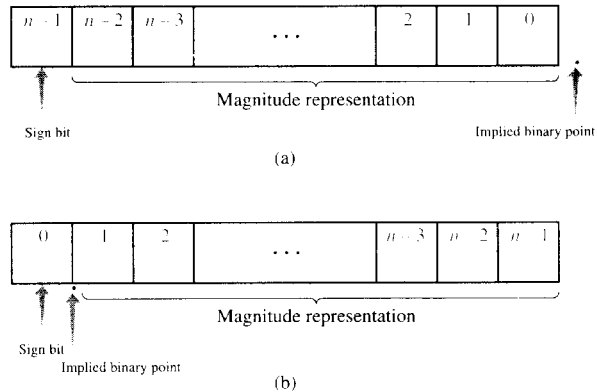 n - 1 n - 2 n - 3 ... 2 1 0
Magnitude representation
Sign bit
Implied binary point
(a)
0 1 2 ... n - 3 n - 2 n - 1
Magnitude representation
Sign bit
Implied binary point
(b)